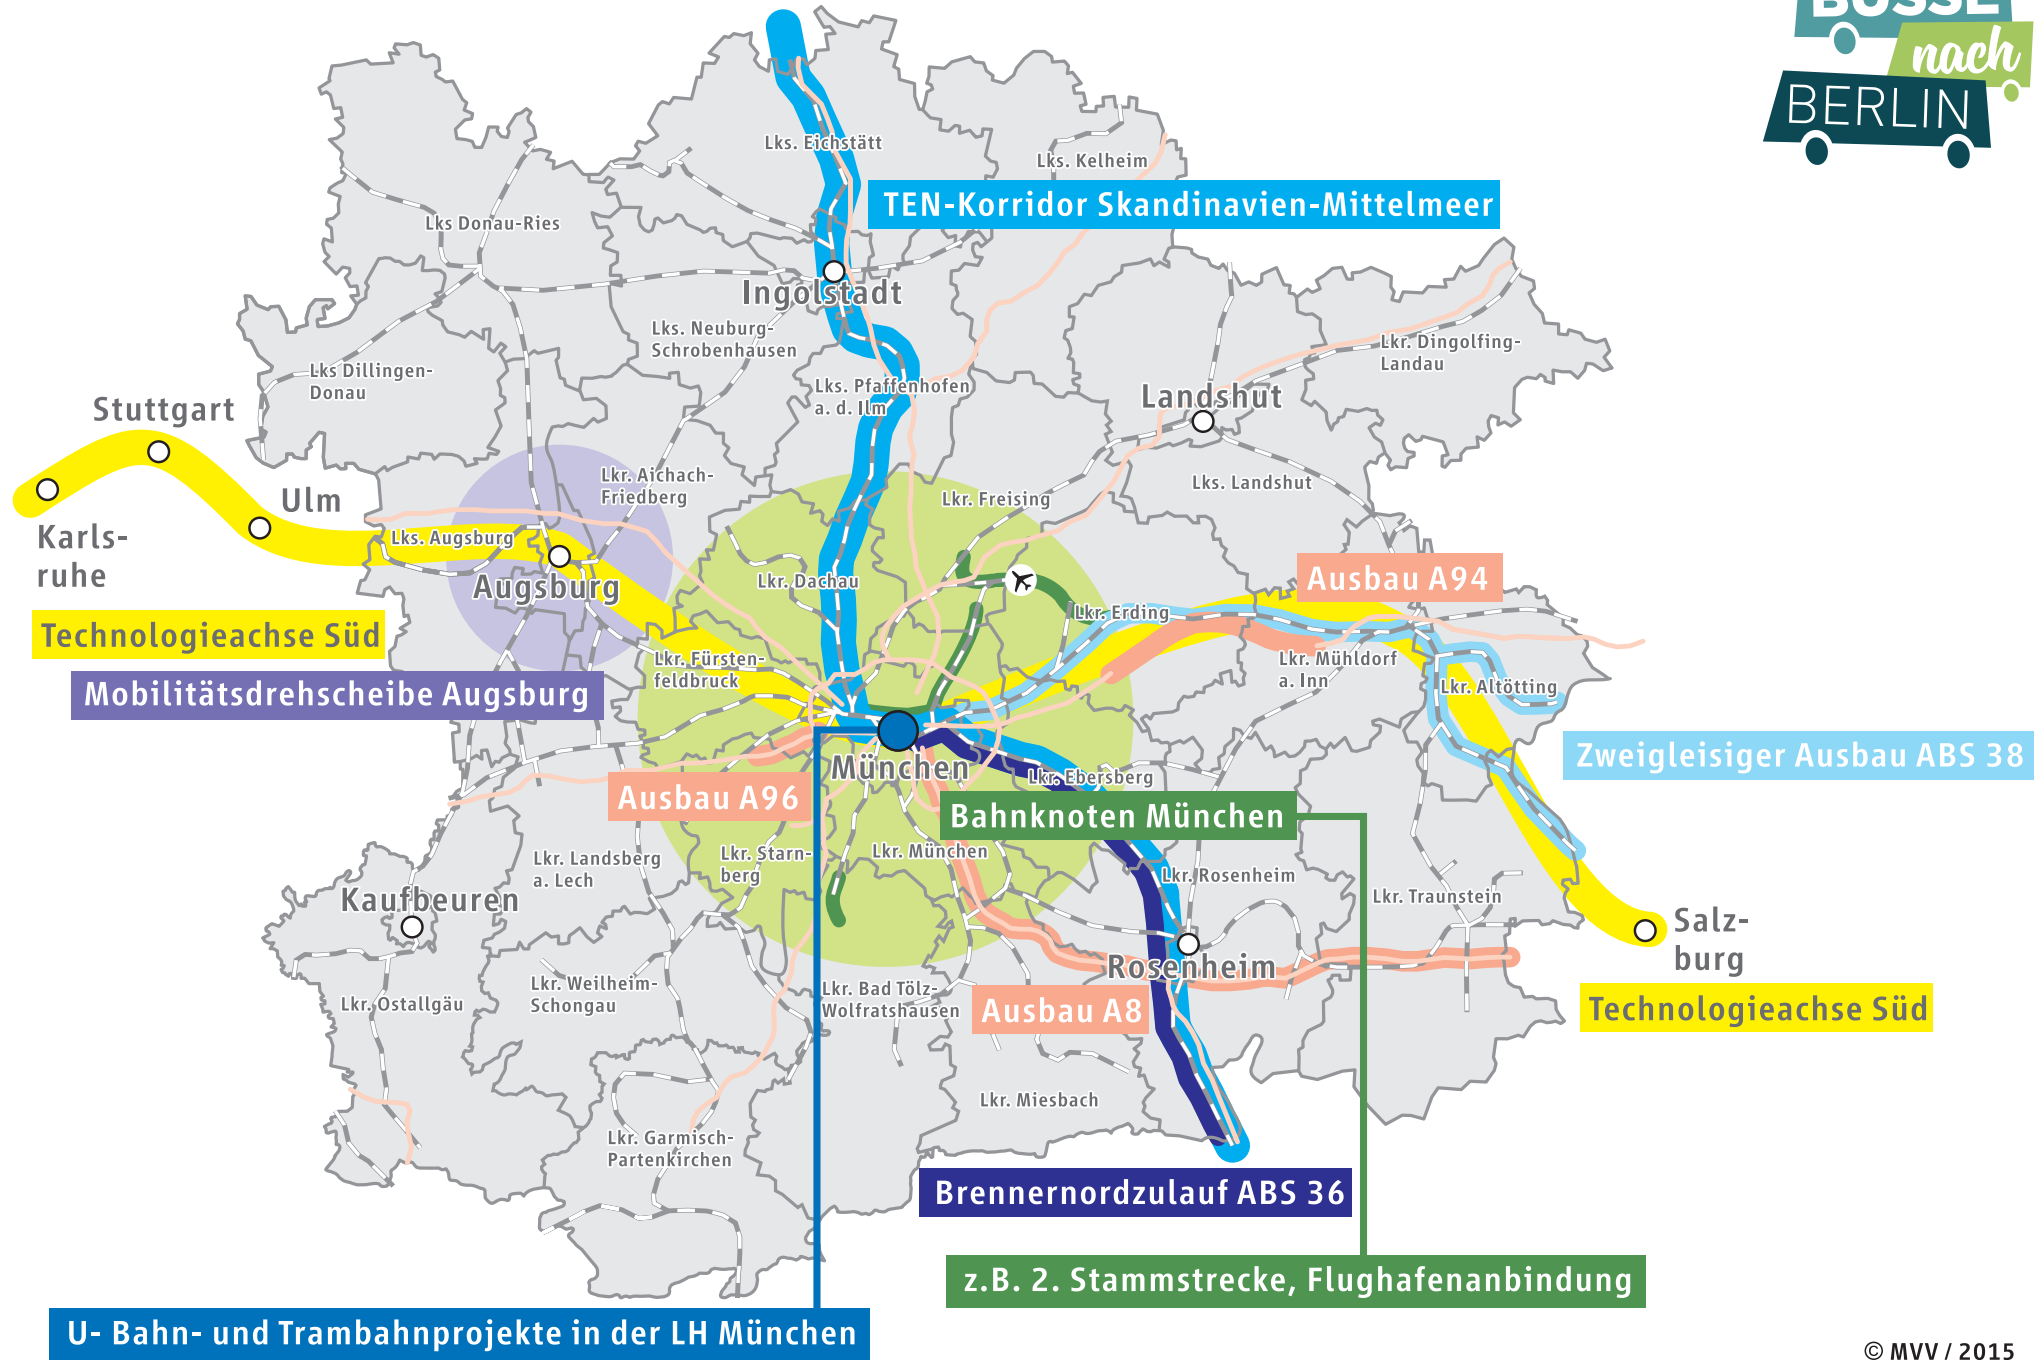 BUSSE
nach
BERLIN
Lks. Eichstätt
Lks. Kelheim
TEN-Korridor Skandinavien-Mittelmeer
Lks Donau-Ries
Ingolstadt
Lks. Neuburg-
Schrobenhausen
Lkr. Dingolfing-
Landau
Lks Dillingen-
Donau
Lks. Pfaffenhofen
a. d. Ilm
Landshut
Stuttgart
Ulm
Lkr. Aichach-
Friedberg
Lkr. Freising
Lks. Landshut
Karls-
ruhe
Lks. Augsburg
Augsburg
Lkr. Dachau
Ausbau A94
Lkr. Erding
Technologieachse Süd
Lkr. Fürsten-
feldbruck
Lkr. Mühldorf
a. Inn
Lkr. Altötting
Mobilitätsdrehscheibe Augsburg
Zweigleisiger Ausbau ABS 38
München
Lkr. Ebersberg
Ausbau A96
Bahnknoten München
Lkr. Landsberg
a. Lech
Lkr. Starn-
berg
Lkr. München
Lkr. Rosenheim
Lkr. Traunstein
Kaufbeuren
Salz-
burg
Rosenheim
Lkr. Ostallgäu
Lkr. Weilheim-
Schongau
Lkr. Bad Tölz-
Wolfratshausen
Ausbau A8
Technologieachse Süd
Lkr. Miesbach
Lkr. Garmisch-
Partenkirchen
Brennernordzulauf ABS 36
z.B. 2. Stammstrecke, Flughafenanbindung
U- Bahn- und Trambahnprojekte in der LH München
© MVV / 2015